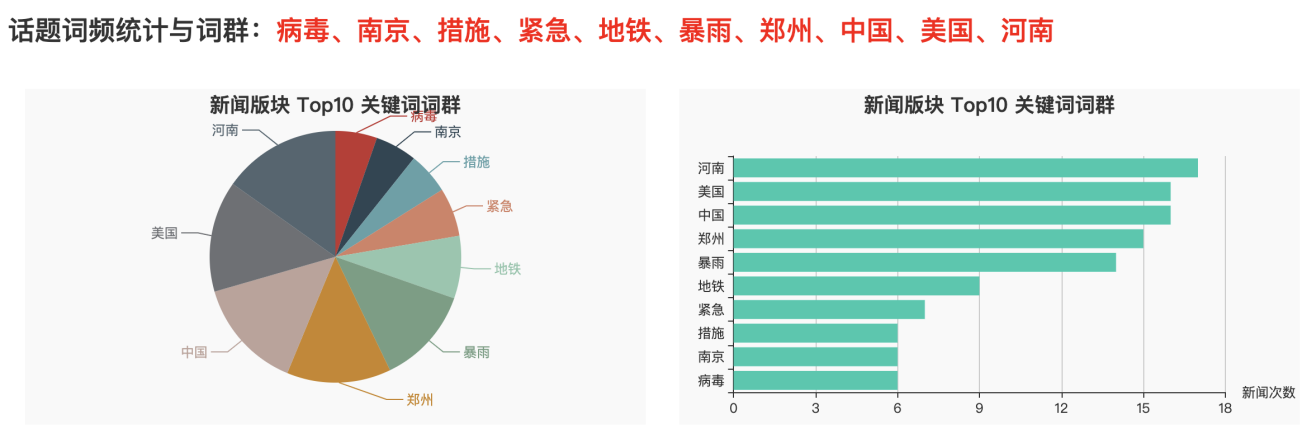 话题词频统计与词群：病毒、南京、措施、紧急、地铁、暴雨、郑州、中国、美国、河南
新闻版块 Top10 关键词词群
病毒
南京
措施
紧急
地铁
暴雨
郑州
中国
美国
河南
新闻版块 Top10 关键词词群
河南
美国
中国
郑州
暴雨
地铁
紧急
措施
南京
病毒
0 3 6 9 12 15 18
新闻次数